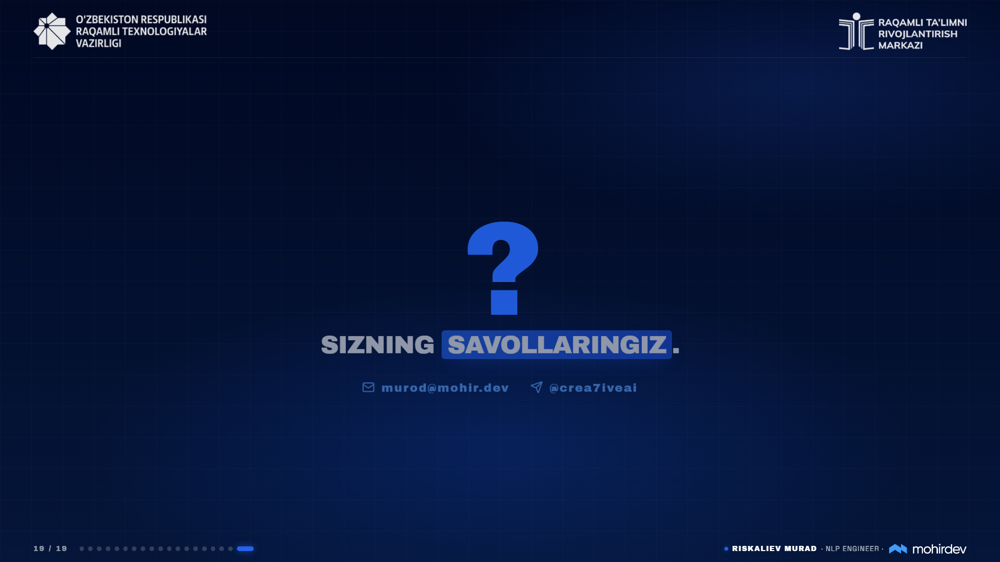 O'ZBEKISTON RESPUBLIKASI
RAQAMLI TEXNOLOGIYALAR
VAZIRLIGI
RAQAMLI TA'LIMNI
RIVOJLANTIRISH
MARKAZI
?
SIZNING SAVOLLARINGIZ.
murod@mohir.dev @crea7iveai
19 / 19
RISKALIEV MURAD · NLP ENGINEER · mohirdev